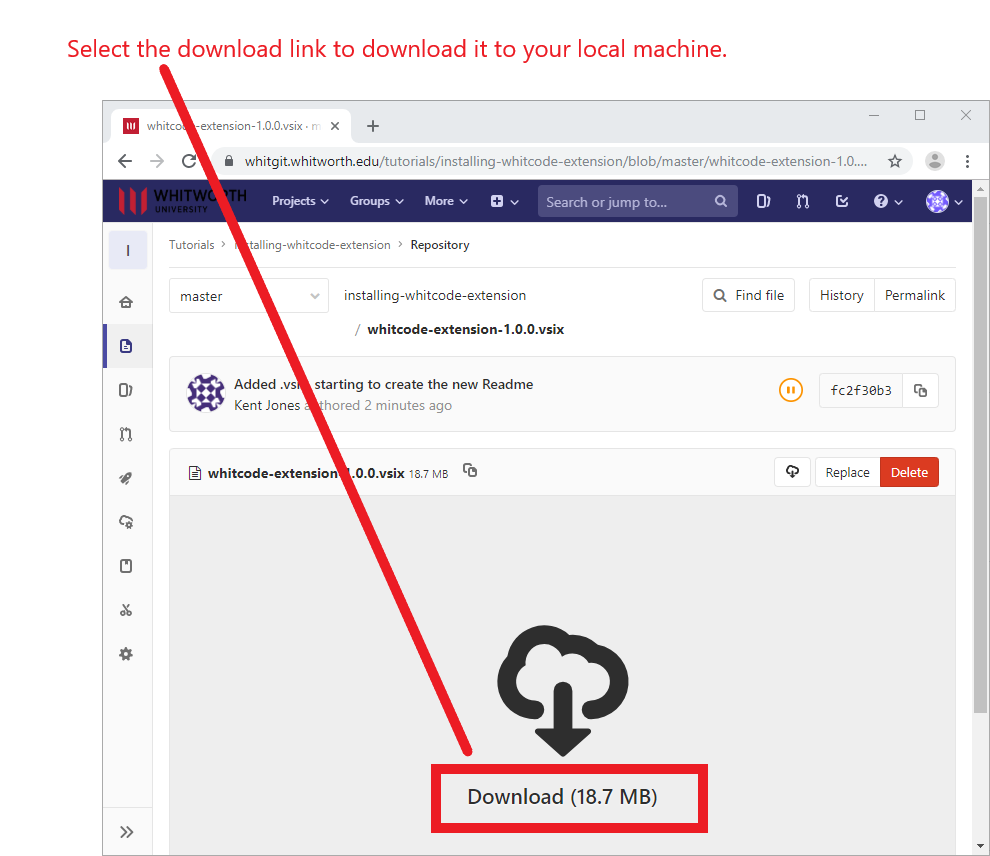 Select the download link to download it to your local machine.
whitcode-extension-1.0.0.vsix · m
whitgit.whitworth.edu/tutorials/installing-whitcode-extension/blob/master/whitcode-extension-1.0....
WHITWORTH
UNIVERSITY
Projects Groups More Search or jump to...
I
Tutorials > installing-whitcode-extension > Repository
master installing-whitcode-extension Find file History Permalink
/ whitcode-extension-1.0.0.vsix
Added .vsix starting to create the new Readme
Kent Jones authored 2 minutes ago
fc2f30b3
whitcode-extension-1.0.0.vsix 18.7 MB Replace Delete
Download (18.7 MB)